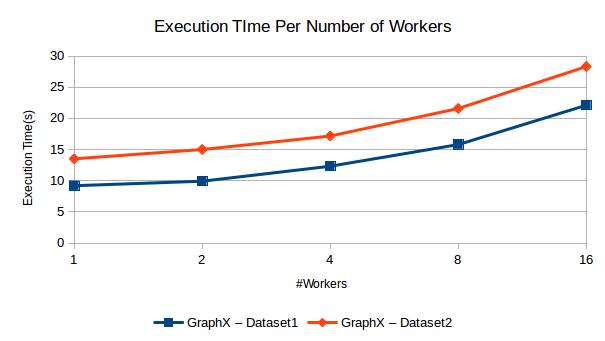 Execution TIme Per Number of Workers
30
25
20
15
10
5
0
Execution Time(s)
1 2 4 8 16
#Workers
GraphX – Dataset1 GraphX – Dataset2